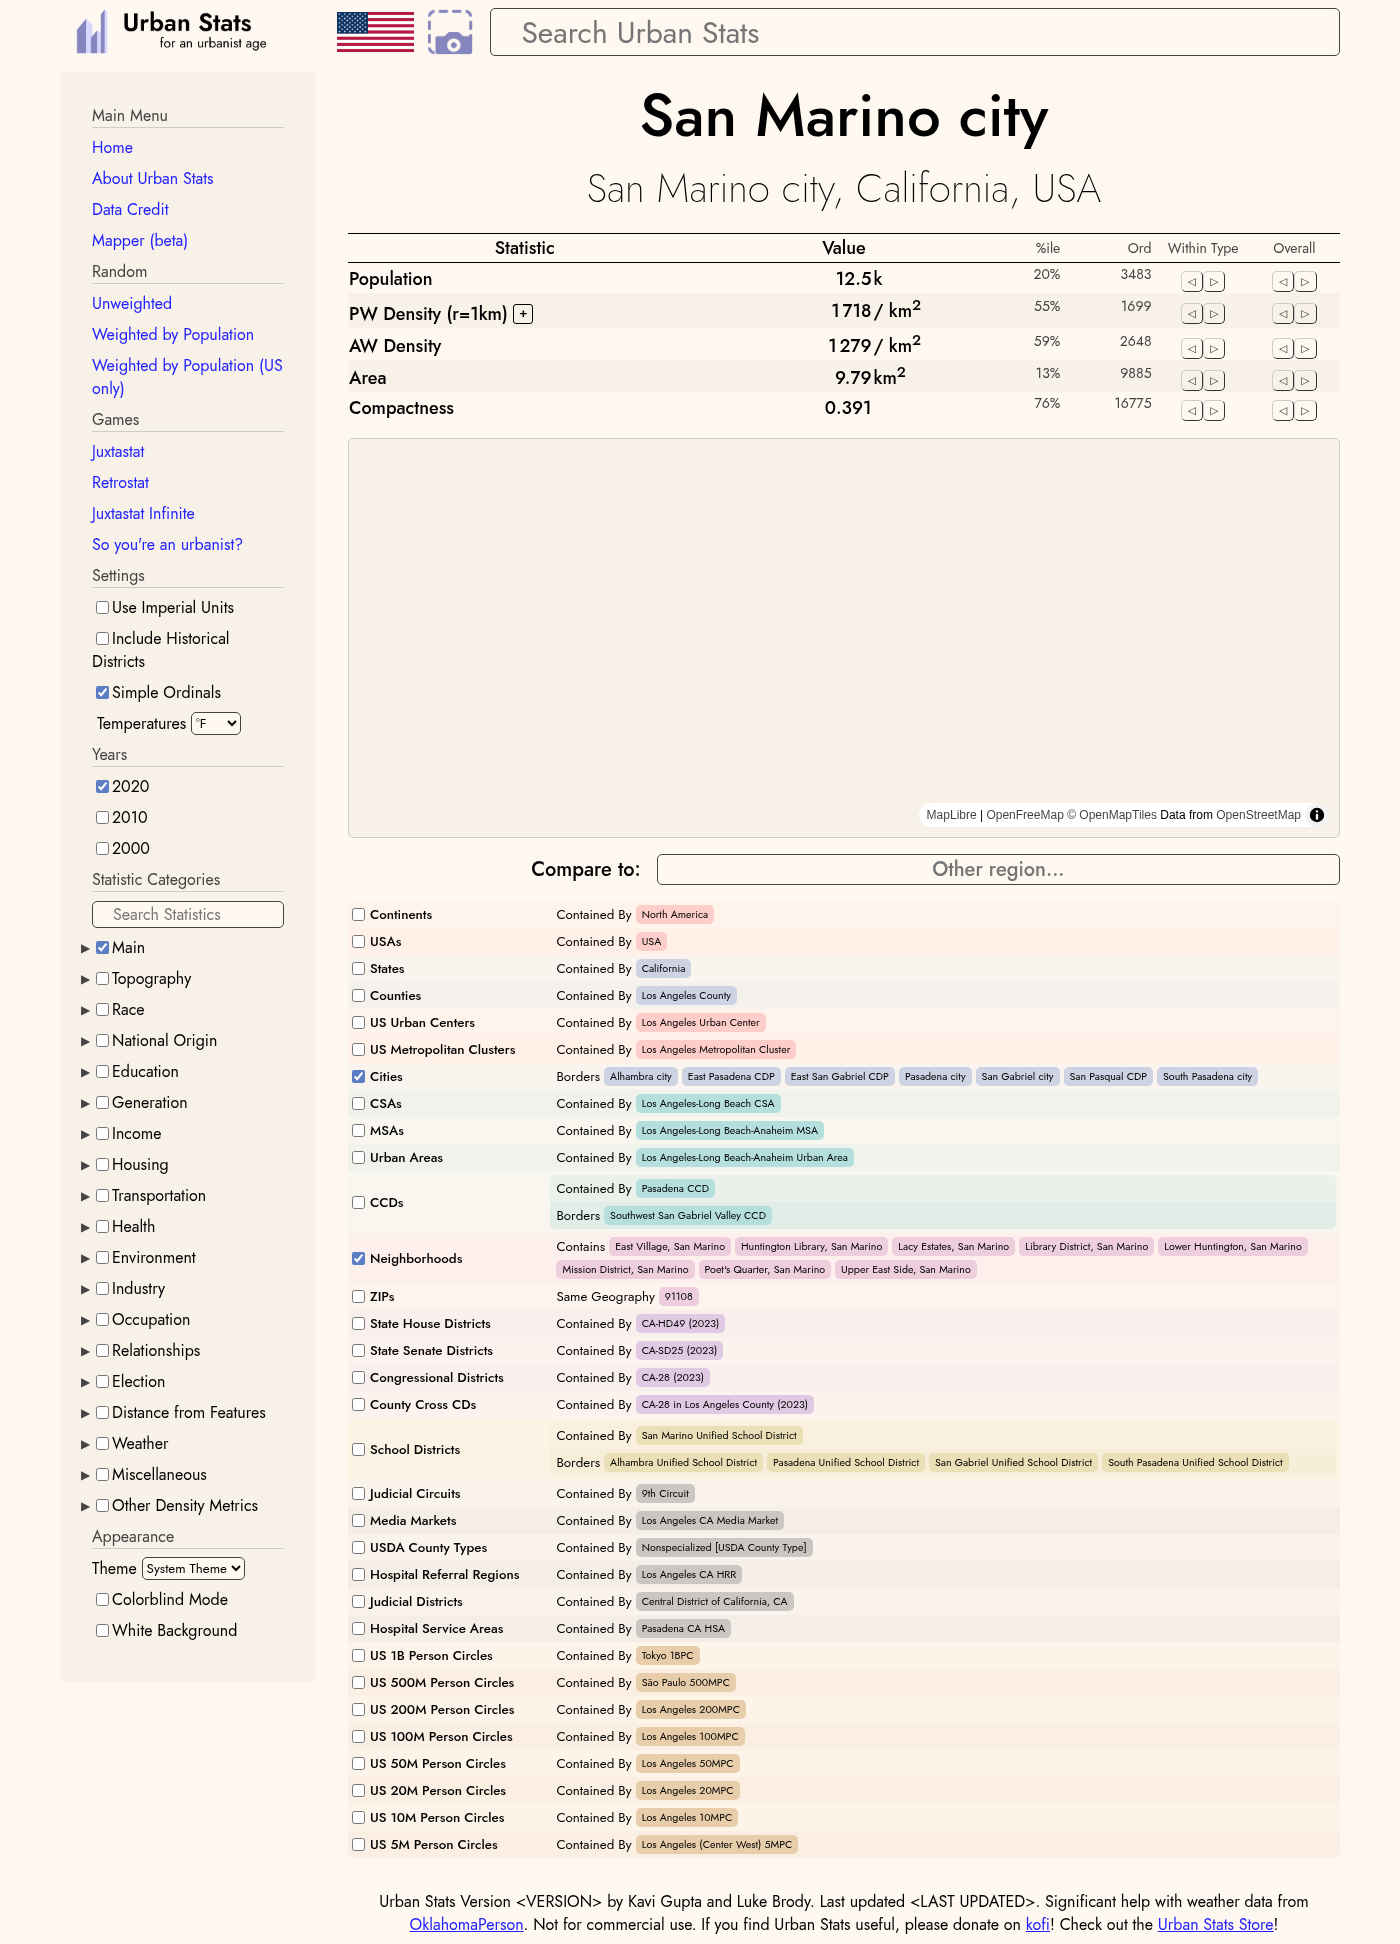 Urban Stats
for an urbanist age
Search Urban Stats
Main Menu
Home
About Urban Stats
Data Credit
Mapper (beta)
Random
Unweighted
Weighted by Population
Weighted by Population (US
only)
Games
Juxtastat
Retrostat
Juxtastat Infinite
So you're an urbanist?
Settings
Use Imperial Units
Include Historical
Districts
Simple Ordinals
Temperatures °F
Years
2020
2010
2000
Statistic Categories
Search Statistics
Main
Topography
Race
National Origin
Education
Generation
Income
Housing
Transportation
Health
Environment
Industry
Occupation
Relationships
Election
Distance from Features
Weather
Miscellaneous
Other Density Metrics
Appearance
Theme System Theme
Colorblind Mode
White Background
San Marino city
San Marino city, California, USA
Statistic Value %ile Ord Within Type Overall
Population 12.5k 20% 3483
PW Density (r=1km) + 1 718 / km² 55% 1699
AW Density 1 279 / km² 59% 2648
Area 9.79 km² 13% 9885
Compactness 0.391 76% 16775
MapLibre | OpenFreeMap © OpenMapTiles Data from OpenStreetMap
Compare to: Other region...
Continents Contained By North America
USAs Contained By USA
States Contained By California
Counties Contained By Los Angeles County
US Urban Centers Contained By Los Angeles Urban Center
US Metropolitan Clusters Contained By Los Angeles Metropolitan Cluster
Cities Borders Alhambra city East Pasadena CDP East San Gabriel CDP Pasadena city San Gabriel city San Pasqual CDP South Pasadena city
CSAs Contained By Los Angeles-Long Beach CSA
MSAs Contained By Los Angeles-Long Beach-Anaheim MSA
Urban Areas Contained By Los Angeles-Long Beach-Anaheim Urban Area
CCDs Contained By Pasadena CCD
Borders Southwest San Gabriel Valley CCD
Neighborhoods Contains East Village, San Marino Huntington Library, San Marino Lacy Estates, San Marino Library District, San Marino Lower Huntington, San Marino
Mission District, San Marino Poet's Quarter, San Marino Upper East Side, San Marino
ZIPs Same Geography 91108
State House Districts Contained By CA-HD49 (2023)
State Senate Districts Contained By CA-SD25 (2023)
Congressional Districts Contained By CA-28 (2023)
County Cross CDs Contained By CA-28 in Los Angeles County (2023)
School Districts Contained By San Marino Unified School District
Borders Alhambra Unified School District Pasadena Unified School District San Gabriel Unified School District South Pasadena Unified School District
Judicial Circuits Contained By 9th Circuit
Media Markets Contained By Los Angeles CA Media Market
USDA County Types Contained By Nonspecialized [USDA County Type]
Hospital Referral Regions Contained By Los Angeles CA HRR
Judicial Districts Contained By Central District of California, CA
Hospital Service Areas Contained By Pasadena CA HSA
US 1B Person Circles Contained By Tokyo 1BPC
US 500M Person Circles Contained By São Paulo 500MPC
US 200M Person Circles Contained By Los Angeles 200MPC
US 100M Person Circles Contained By Los Angeles 100MPC
US 50M Person Circles Contained By Los Angeles 50MPC
US 20M Person Circles Contained By Los Angeles 20MPC
US 10M Person Circles Contained By Los Angeles 10MPC
US 5M Person Circles Contained By Los Angeles (Center West) 5MPC
Urban Stats Version <VERSION> by Kavi Gupta and Luke Brody. Last updated <LAST UPDATED>. Significant help with weather data from
OklahomaPerson. Not for commercial use. If you find Urban Stats useful, please donate on kofi! Check out the Urban Stats Store!